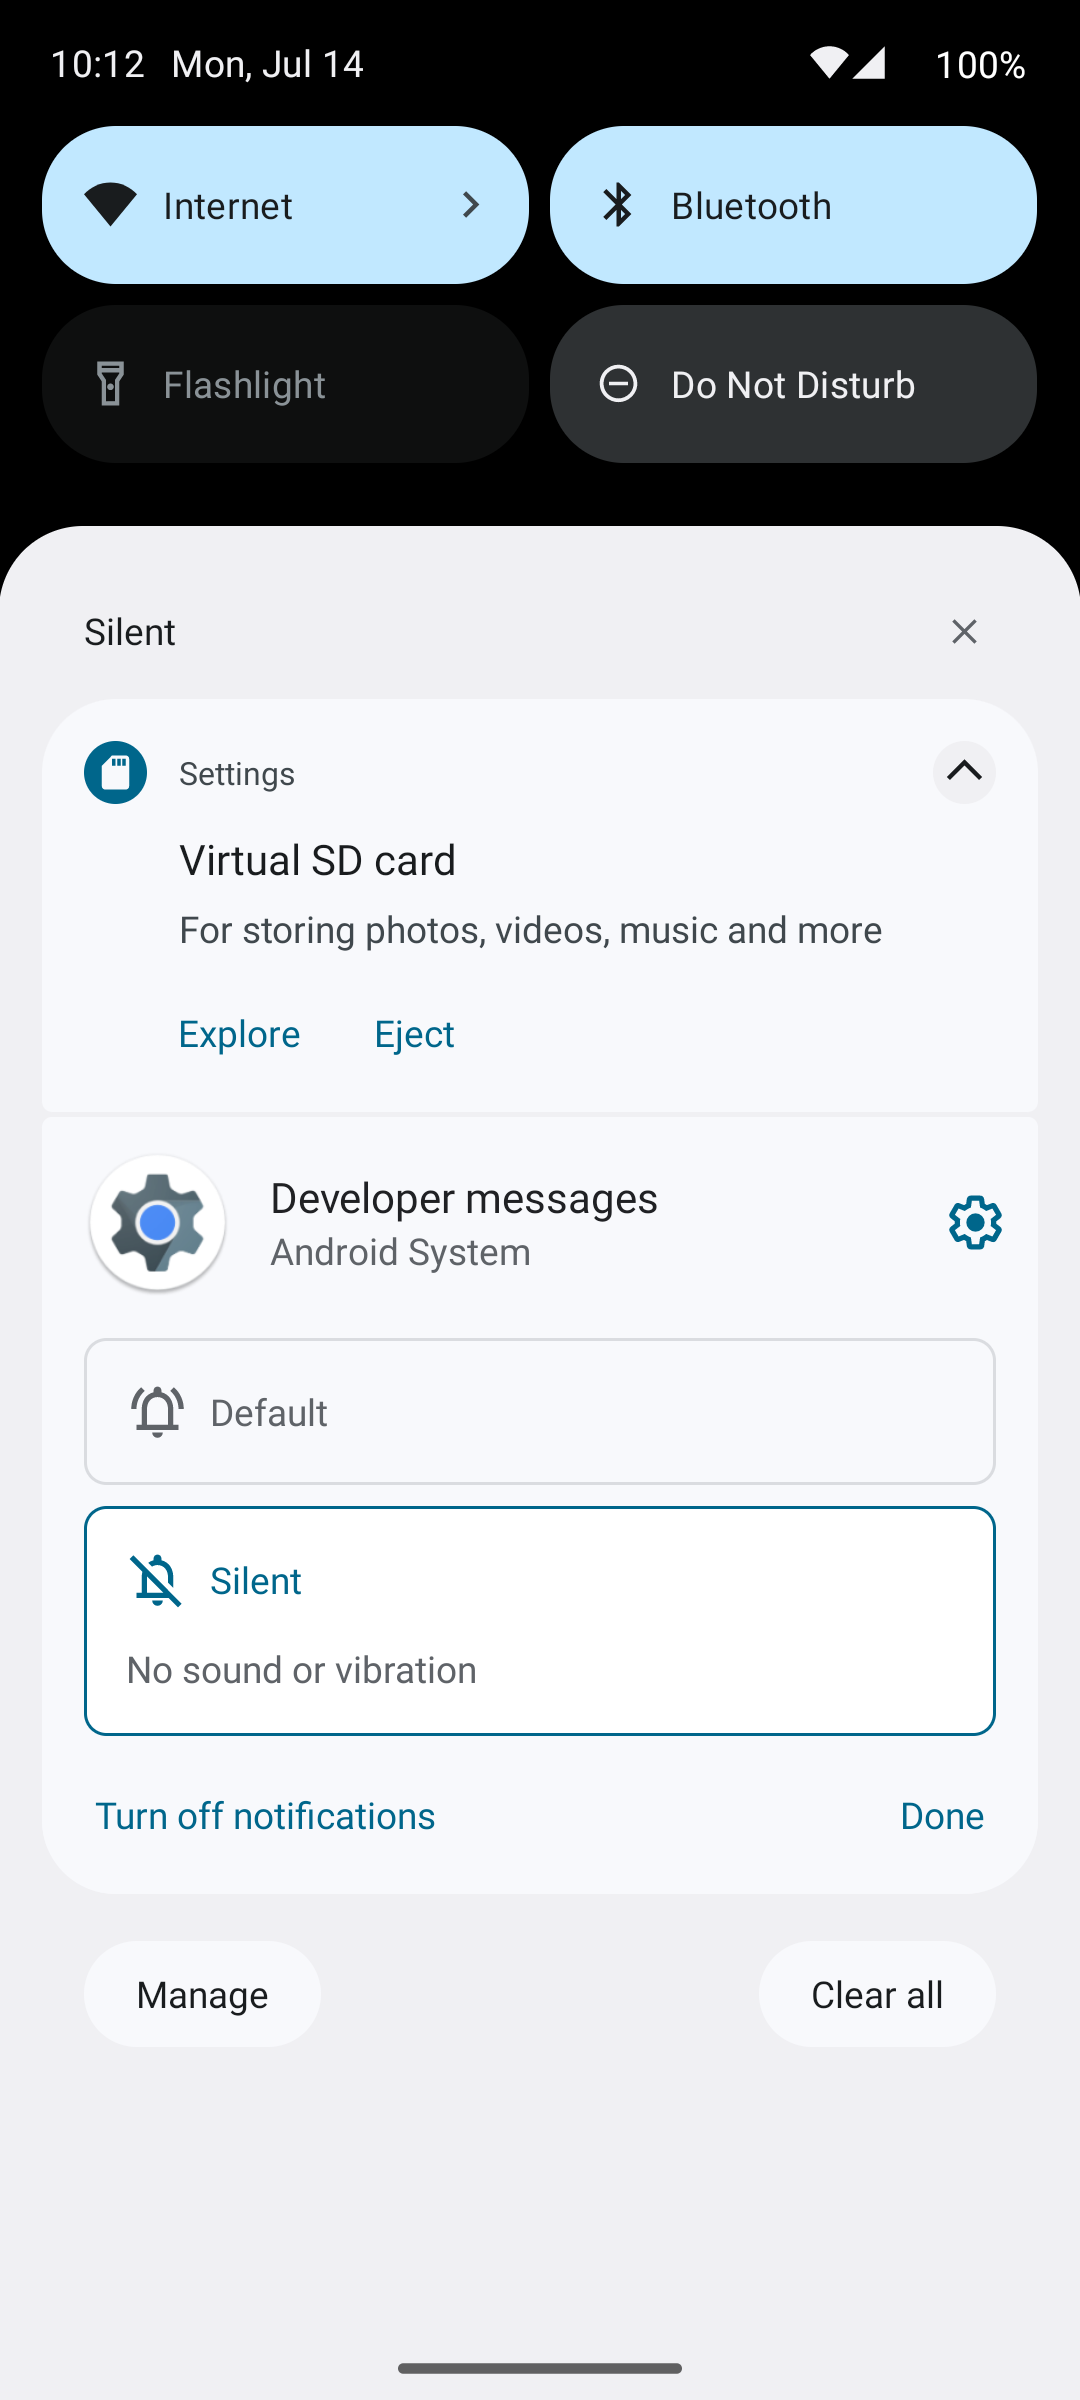 10:12 Mon, Jul 14 100%
Internet
Bluetooth
Flashlight
Do Not Disturb
Silent
Settings
Virtual SD card
For storing photos, videos, music and more
Explore Eject
Developer messages
Android System
Default
Silent
No sound or vibration
Turn off notifications Done
Manage Clear all